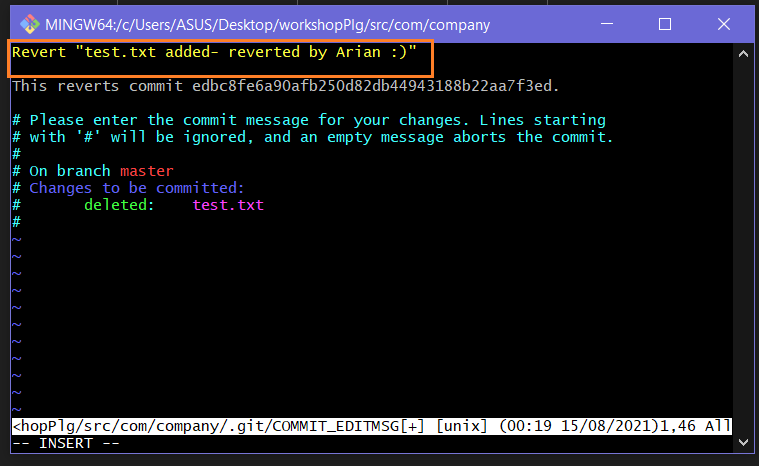 MINGW64:/c/Users/ASUS/Desktop/workshopPlg/src/com/company
Revert "test.txt added- reverted by Arian :)"
This reverts commit edbc8fe6a90afb250d82db44943188b22aa7f3ed.
# Please enter the commit message for your changes. Lines starting
# with '#' will be ignored, and an empty message aborts the commit.
#
# On branch master
# Changes to be committed:
#       deleted:    test.txt
#
~
~
~
~
~
~
~
~
~
~
~
<hopPlg/src/com/company/.git/COMMIT_EDITMSG[+] [unix] (00:19 15/08/2021)1,46 All
-- INSERT --